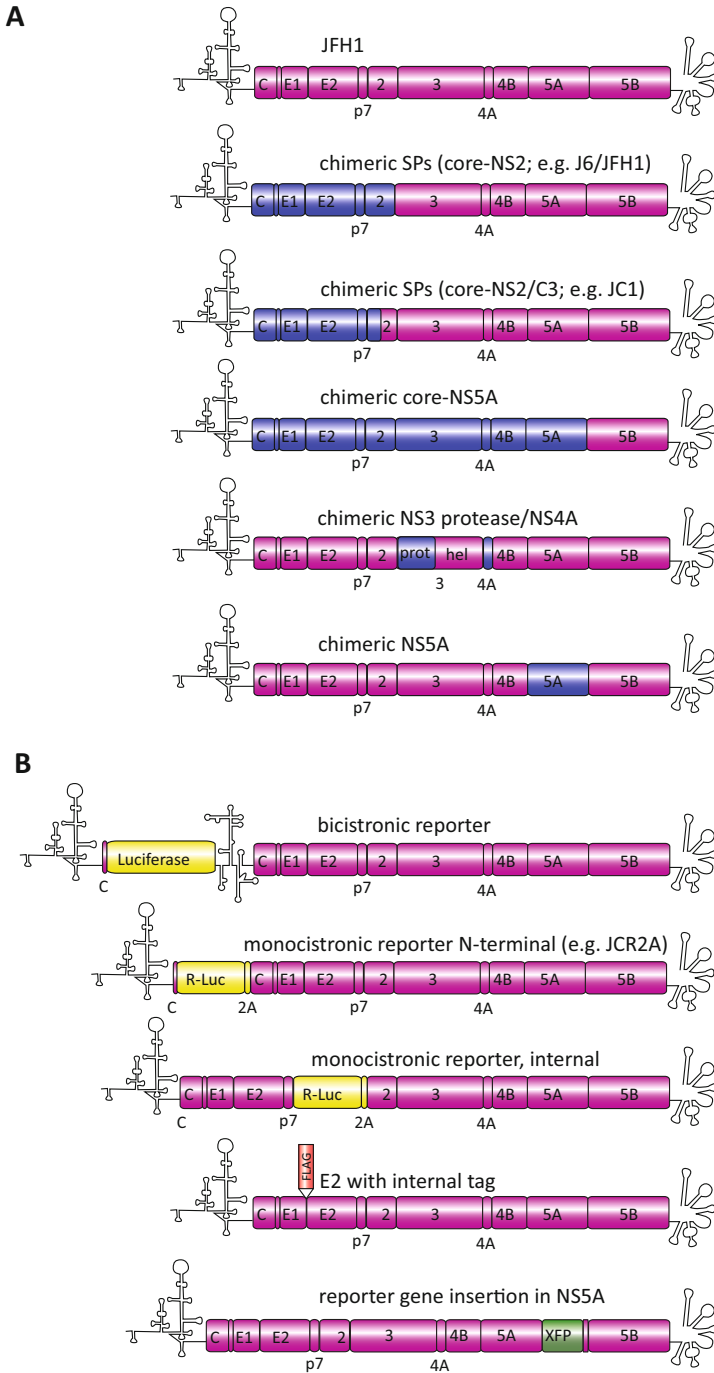 A
JFH1
C E1 E2 2 3 4B 5A 5B
p7 4A
chimeric SPs (core-NS2; e.g. J6/JFH1)
C E1 E2 2 3 4B 5A 5B
p7 4A
chimeric SPs (core-NS2/C3; e.g. JC1)
C E1 E2 2 3 4B 5A 5B
p7 4A
chimeric core-NS5A
C E1 E2 2 3 4B 5A 5B
p7 4A
chimeric NS3 protease/NS4A
C E1 E2 2 prot hel 4B 5A 5B
p7 3 4A
chimeric NS5A
C E1 E2 2 3 4B 5A 5B
p7 4A
B
bicistronic reporter
Luciferase C E1 E2 2 3 4B 5A 5B
C p7 4A
monocistronic reporter N-terminal (e.g. JCR2A)
R-Luc C E1 E2 2 3 4B 5A 5B
C 2A p7 4A
monocistronic reporter, internal
C E1 E2 R-Luc 2 3 4B 5A 5B
C p7 2A 4A
FLAG
E2 with internal tag
C E1 E2 2 3 4B 5A 5B
p7 4A
reporter gene insertion in NS5A
C E1 E2 2 3 4B 5A XFP 5B
p7 4A